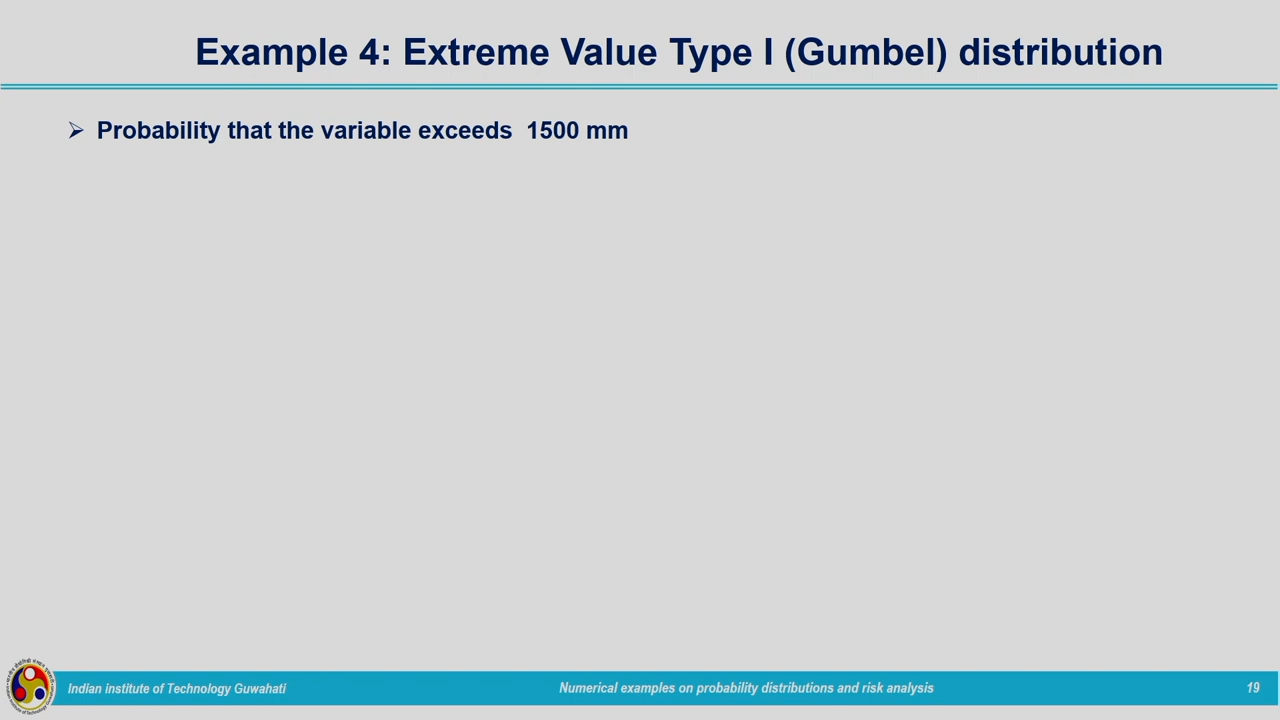 Example 4: Extreme Value Type I (Gumbel) distribution
Probability that the variable exceeds 1500 mm
Indian institute of Technology Guwahati
Numerical examples on probability distributions and risk analysis
19